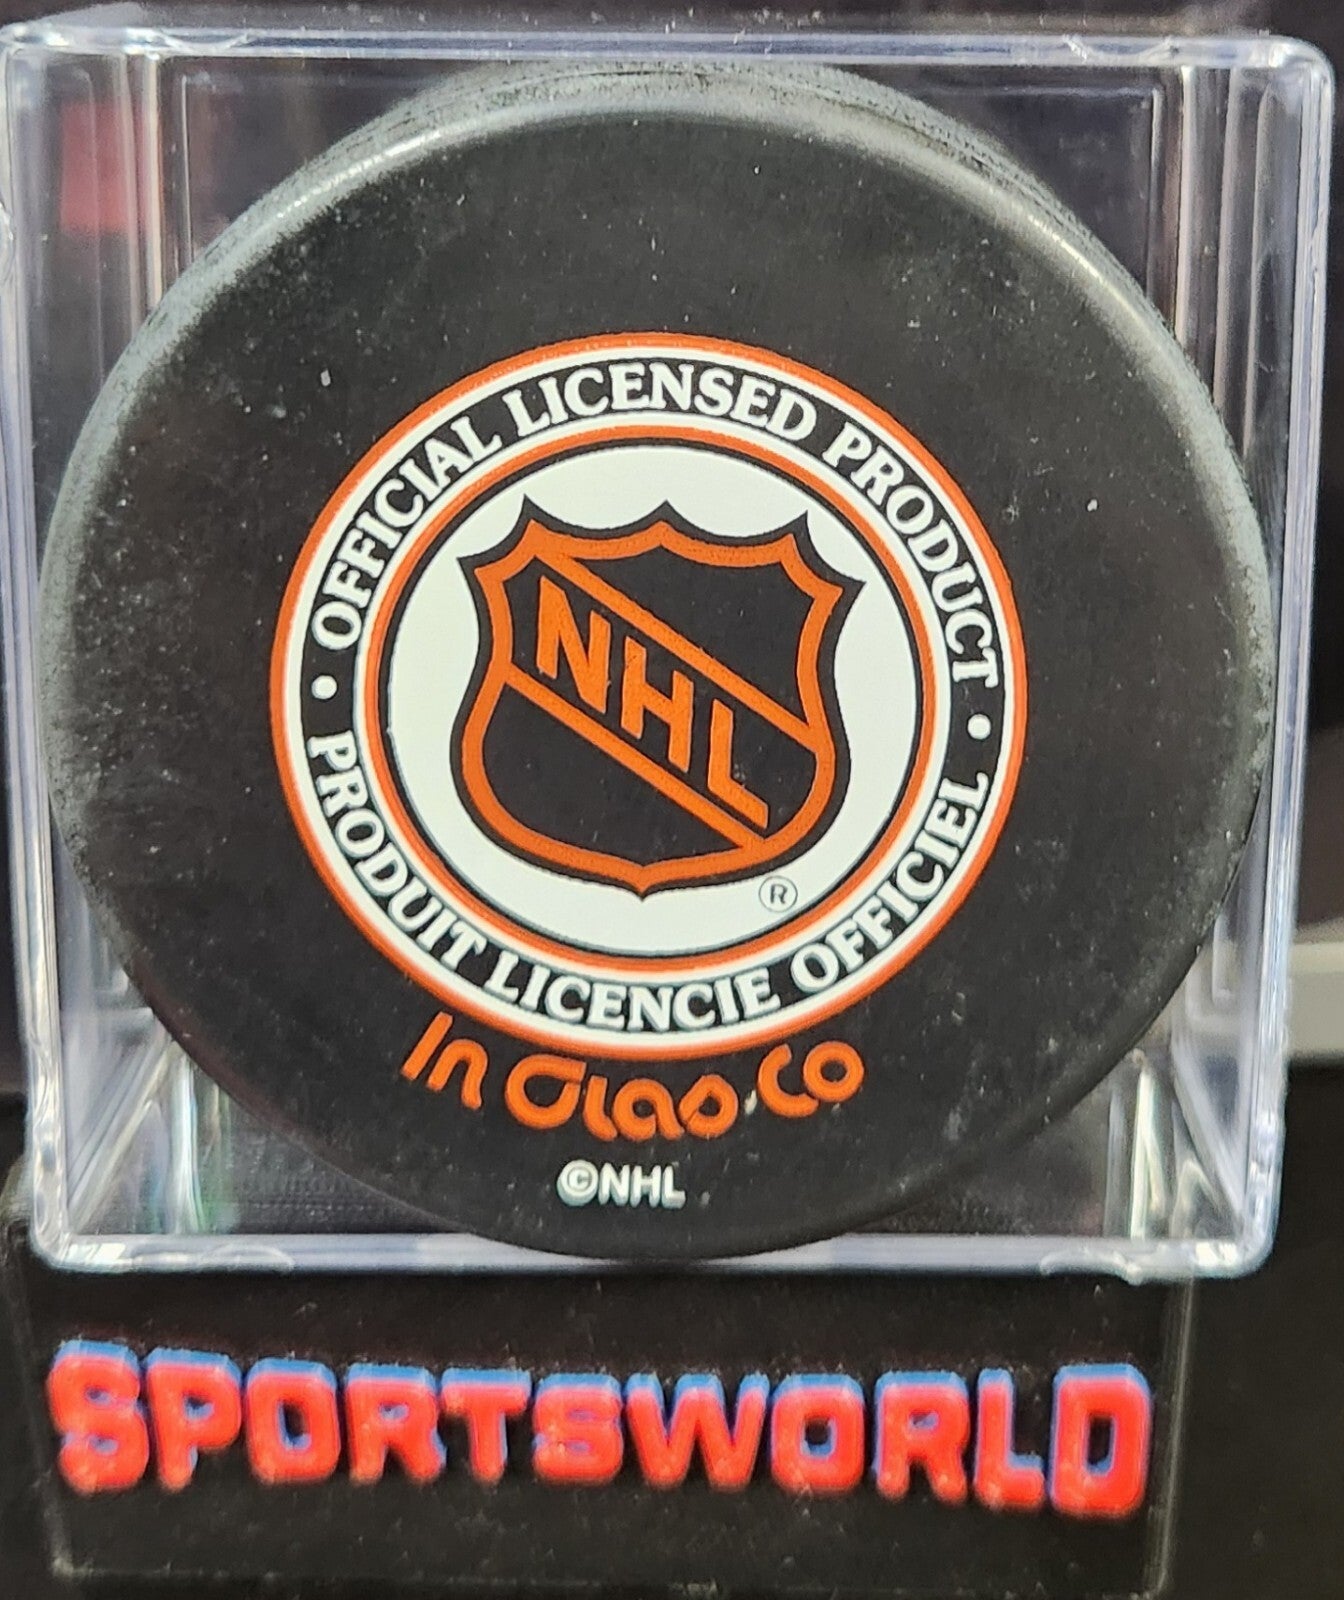 • OFFICIAL LICENSED PRODUCT •
NHL
®
PRODUIT LICENCIE OFFICIEL
In Glas Co
©NHL
SPORTSWORLD